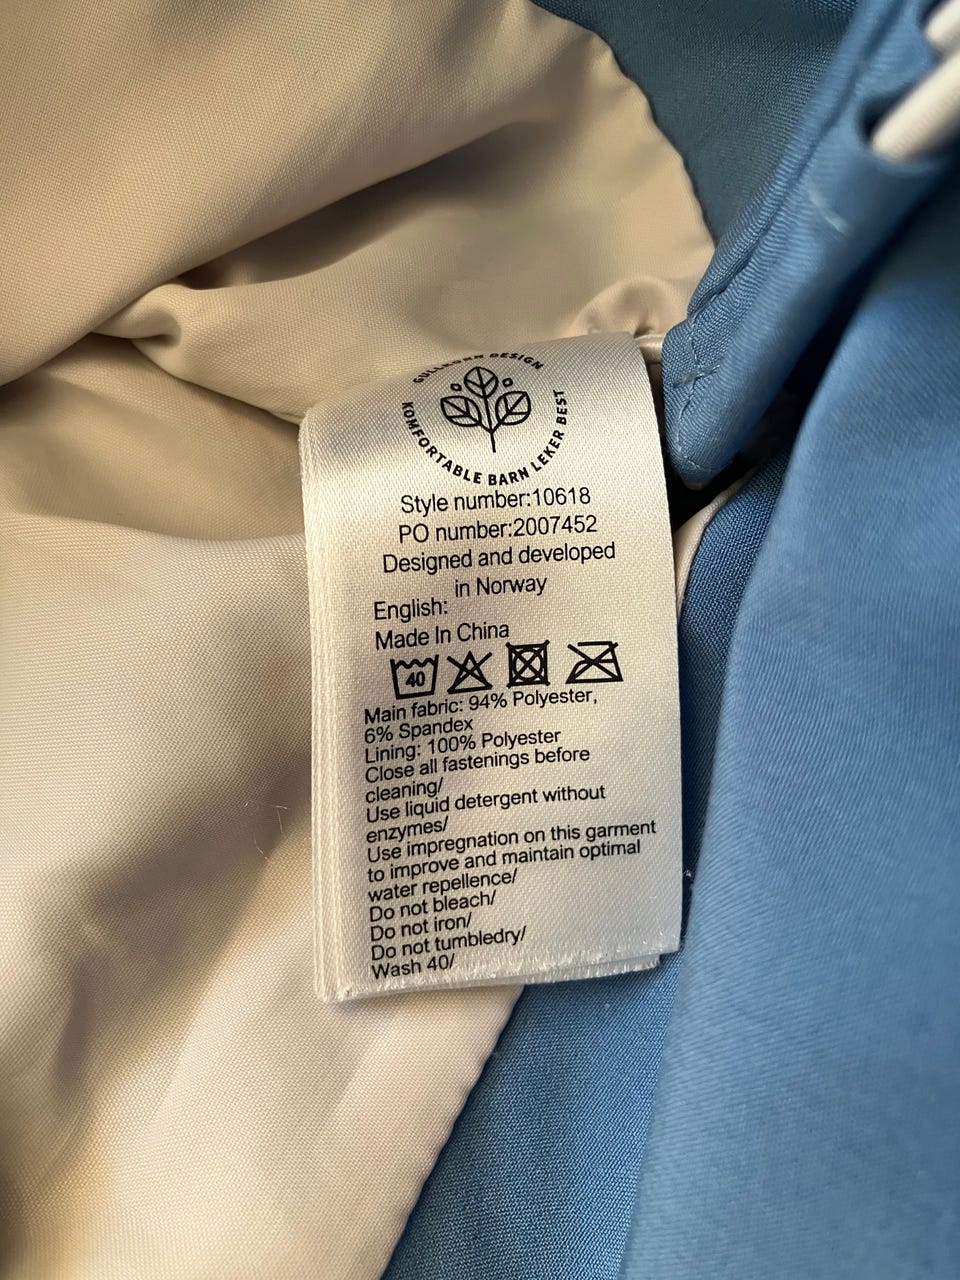 GULLKORN DESIGN
KOMFORTABLE BARN LEKER BEST
Style number:10618
PO number:2007452
Designed and developed
in Norway
English:
Made In China
40
Main fabric: 94% Polyester,
6% Spandex
Lining: 100% Polyester
Close all fastenings before
cleaning/
Use liquid detergent without
enzymes/
Use impregnation on this garment
to improve and maintain optimal
water repellence/
Do not bleach/
Do not iron/
Do not tumbledry/
Wash 40/